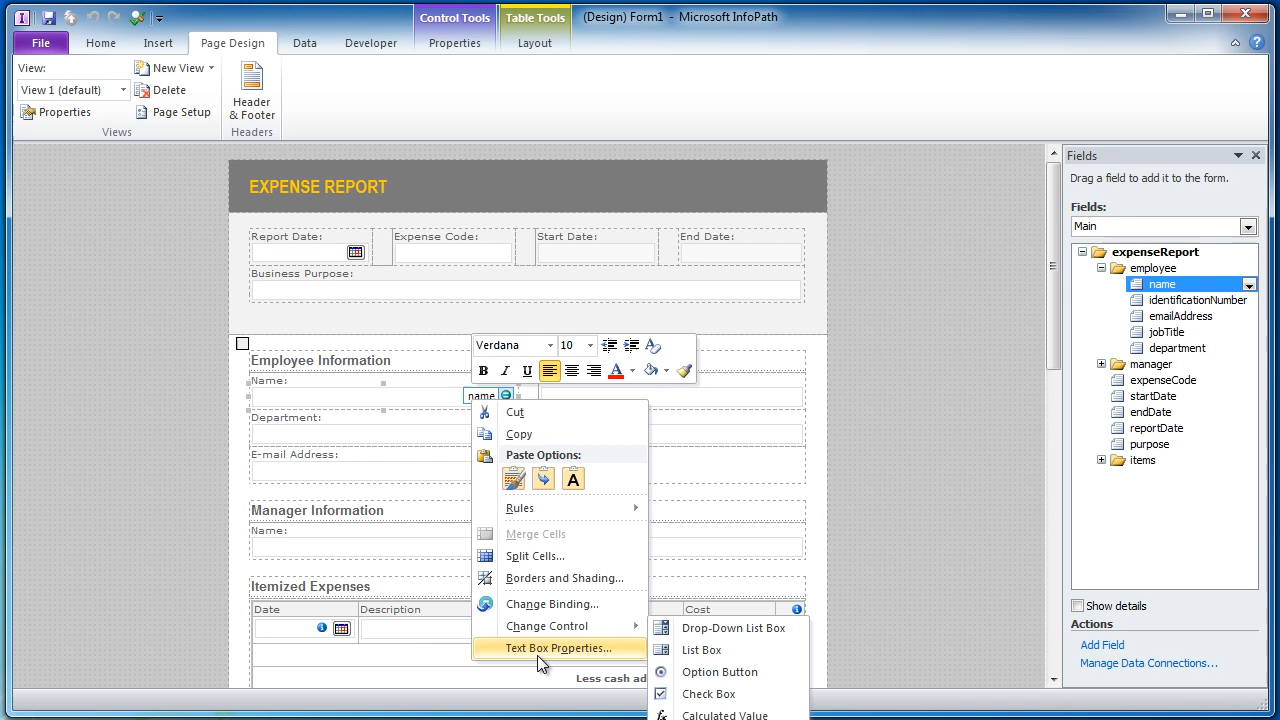 Control Tools
Table Tools
(Design) Form1 - Microsoft InfoPath
File
Home
Insert
Page Design
Data
Developer
Properties
Layout
View:
View 1 (default)
Properties
New View
Delete
Page Setup
Views
Header
& Footer
Headers
EXPENSE REPORT
Report Date:
Expense Code:
Start Date:
End Date:
Business Purpose:
Employee Information
Name:
name
Department:
E-mail Address:
Manager Information
Name:
Itemized Expenses
Date
Description
Cost
Less cash ad
Verdana
10
B I U A
Cut
Copy
Paste Options:
A
Rules
Merge Cells
Split Cells...
Borders and Shading...
Change Binding...
Change Control
Text Box Properties...
Drop-Down List Box
List Box
Option Button
Check Box
Calculated Value
Fields
Drag a field to add it to the form.
Fields:
Main
expenseReport
employee
name
identificationNumber
emailAddress
jobTitle
department
manager
expenseCode
startDate
endDate
reportDate
purpose
items
Show details
Actions
Add Field
Manage Data Connections...